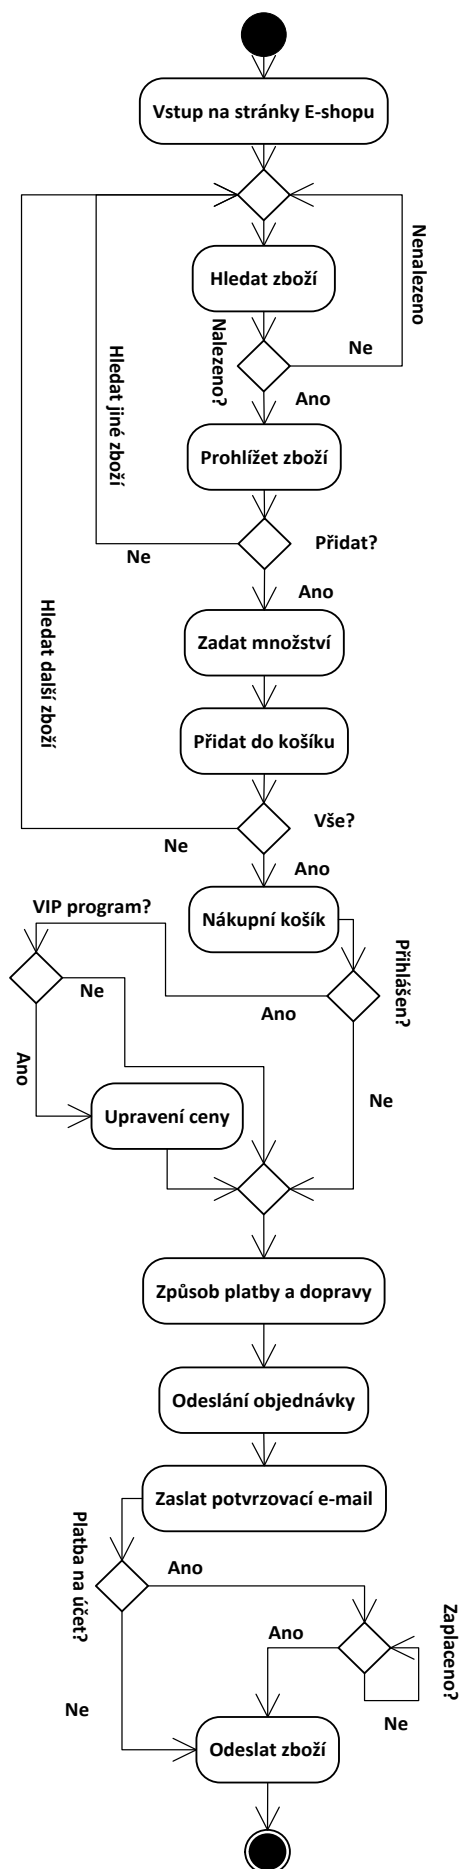 Vstup na stránky E-shopu
Nenalezeno
Hledat zboží
Nalezeno?
Ne
Ano
Hledat jiné zboží
Prohlížet zboží
Ne
Přidat?
Ano
Hledat další zboží
Zadat množství
Přidat do košíku
Vše?
Ne
Ano
VIP program?
Nákupní košík
Přihlášen?
Ne
Ano
Ano
Ne
Upravení ceny
Způsob platby a dopravy
Odeslání objednávky
Zaslat potvrzovací e-mail
Platba na účet?
Ano
Zaplaceno?
Ano
Ne
Ne
Odeslat zboží